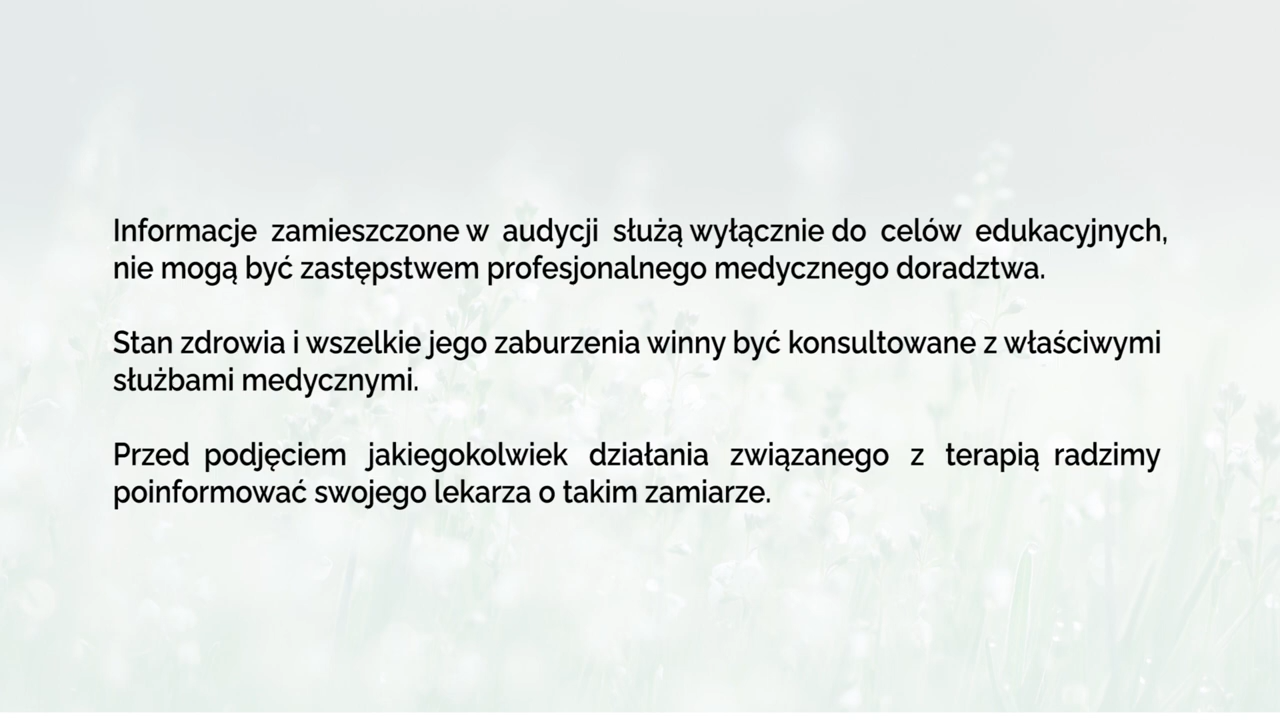 Informacje zamieszczone w audycji służą wyłącznie do celów edukacyjnych,
nie mogą być zastępstwem profesjonalnego medycznego doradztwa.
Stan zdrowia i wszelkie jego zaburzenia winny być konsultowane z właściwymi
służbami medycznymi.
Przed podjęciem jakiegokolwiek działania związanego z terapią radzimy
poinformować swojego lekarza o takim zamiarze.